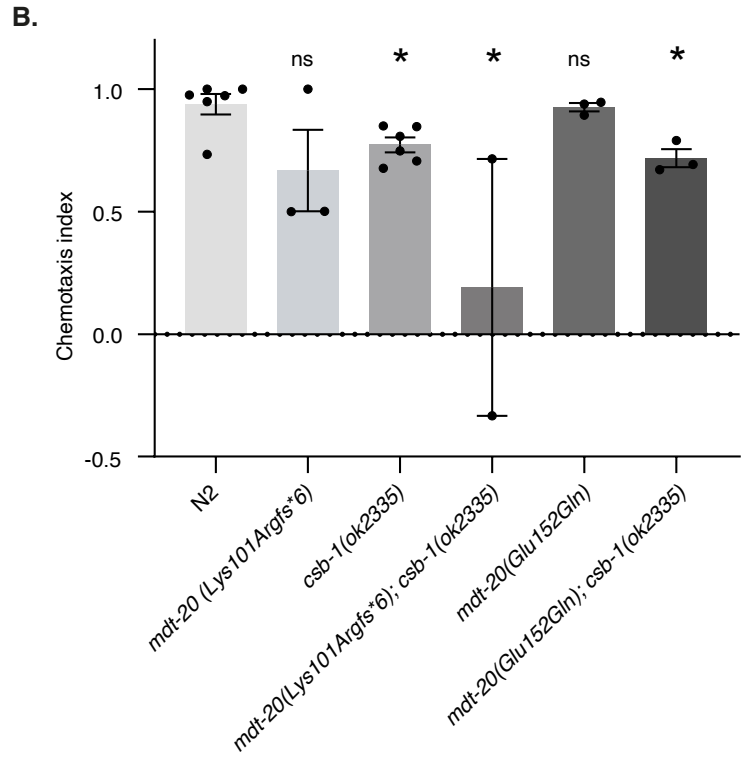 B.
ns
*
*
ns
*
1.0
0.5
0.0
-0.5
Chemotaxis index
N2
mdt-20 (Lys101Argfs*6)
csb-1(ok2335)
mdt-20(Lys101Argfs*6); csb-1(ok2335)
mdt-20(Glu152Gln)
mdt-20(Glu152Gln); csb-1(ok2335)